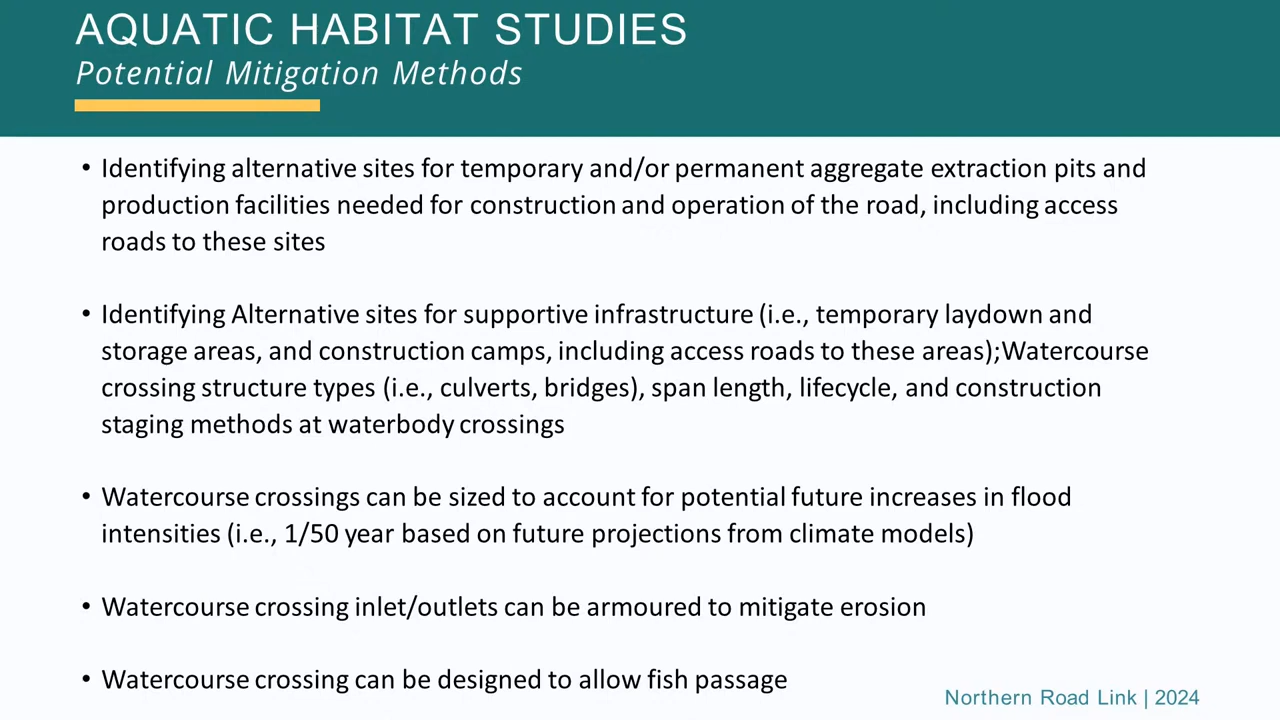 AQUATIC HABITAT STUDIES
Potential Mitigation Methods
• Identifying alternative sites for temporary and/or permanent aggregate extraction pits and
production facilities needed for construction and operation of the road, including access
roads to these sites
• Identifying Alternative sites for supportive infrastructure (i.e., temporary laydown and
storage areas, and construction camps, including access roads to these areas);Watercourse
crossing structure types (i.e., culverts, bridges), span length, lifecycle, and construction
staging methods at waterbody crossings
• Watercourse crossings can be sized to account for potential future increases in flood
intensities (i.e., 1/50 year based on future projections from climate models)
• Watercourse crossing inlet/outlets can be armoured to mitigate erosion
• Watercourse crossing can be designed to allow fish passage
Northern Road Link | 2024